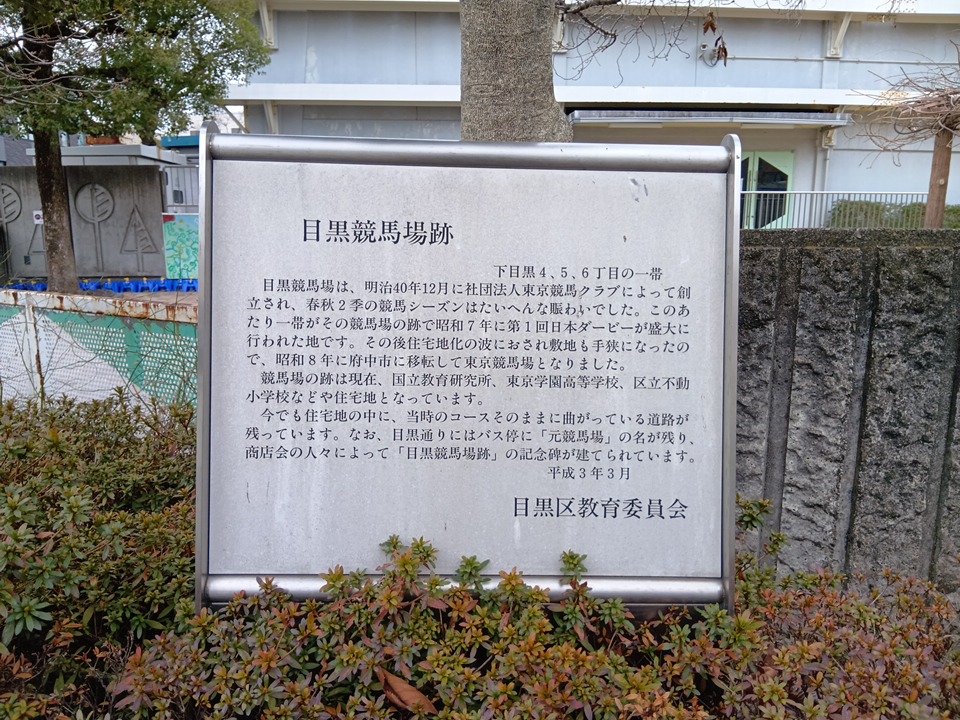 目黒競馬場跡
下目黒4、5、6丁目の一帯
目黒競馬場は、明治40年12月に社団法人東京競馬クラブによって創
立され、春秋2季の競馬シーズンはたいへんな賑わいでした。このあ
たり一帯がその競馬場の跡で昭和7年に第1回日本ダービーが盛大に
行われた地です。その後住宅地化の波におされ敷地も手狭になったの
で、昭和8年に府中市に移転して東京競馬場となりました。
競馬場の跡は現在、国立教育研究所、東京学園高等学校、区立不動
小学校などや住宅地となっています。
今でも住宅地の中に、当時のコースそのままに曲がっている道路が
残っています。なお、目黒通りにはバス停に「元競馬場」の名が残り、
商店会の人々によって「目黒競馬場跡」の記念碑が建てられています。
平成3年3月
目黒区教育委員会